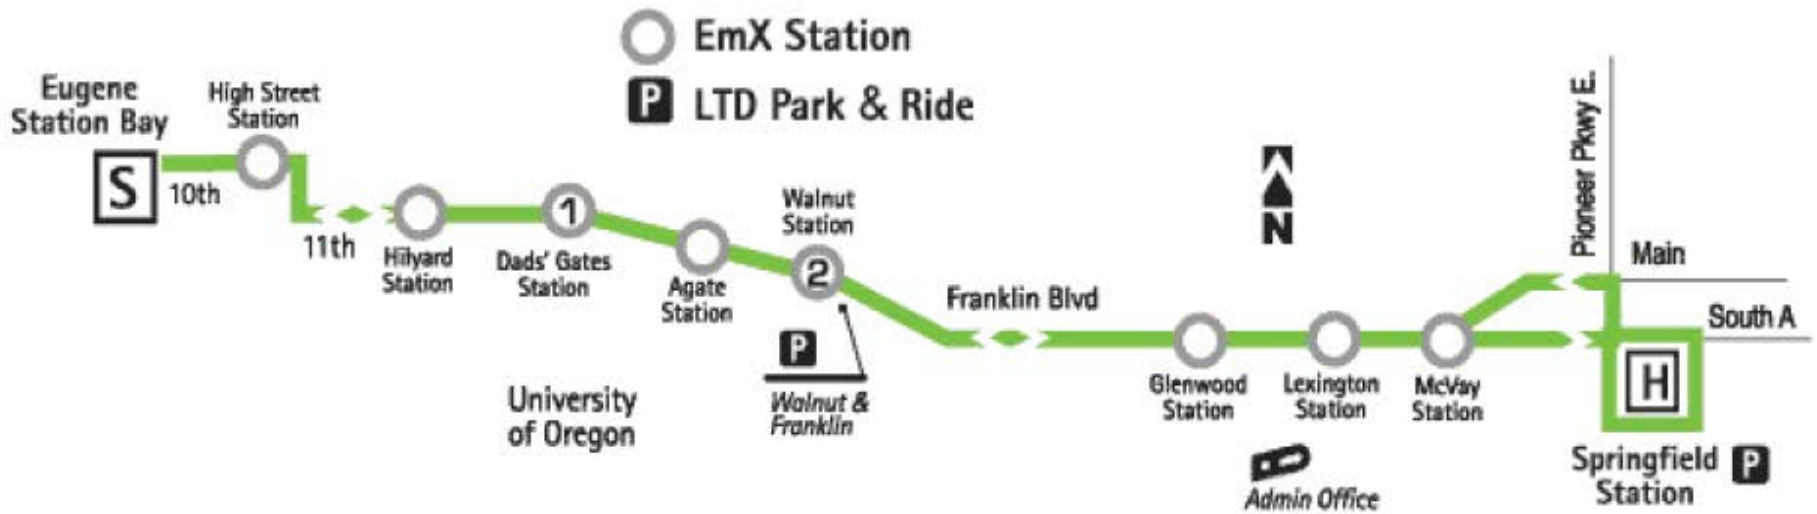 EmX Station
P LTD Park & Ride
Eugene
Station Bay
S
High Street
Station
10th
11th
Hilyard
Station
1
Dads' Gates
Station
Agate
Station
Walnut
Station
2
P
Walnut &
Franklin
University
of Oregon
Franklin Blvd
N
Glenwood
Station
Lexington
Station
McVay
Station
Admin Office
Pioneer Pkwy E.
Main
South A
H
Springfield
Station
P